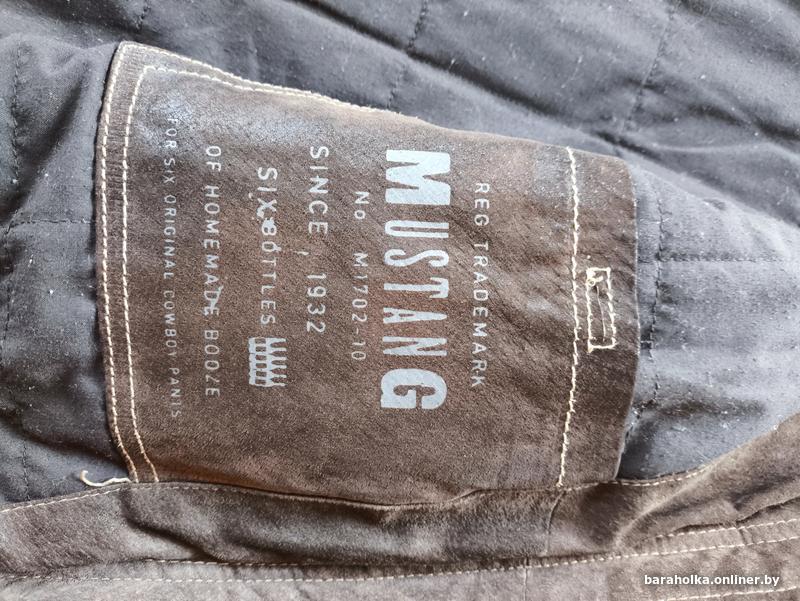 REG TRADEMARK
MUSTANG
No M1702-10
SINCE 1932
SIX BOTTLES
OF HOMEMADE BOOZE
FOR SIX ORIGINAL COWBOY PANTS
baraholka.onliner.by